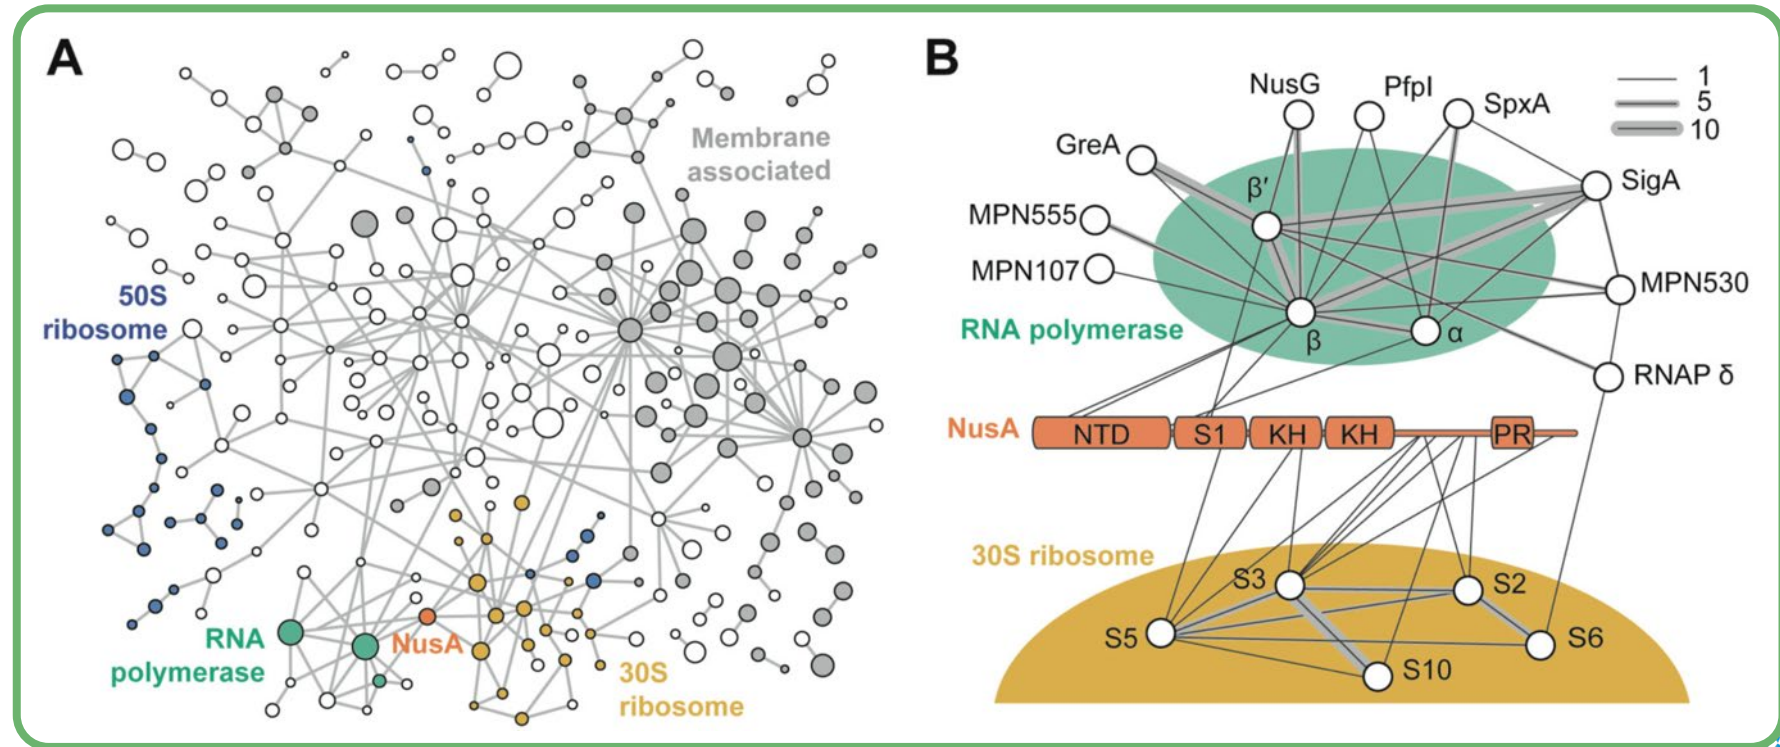 A
Membrane
associated
50S
ribosome
RNA
polymerase
NusA
30S
ribosome
B
NusG
PfpI
SpxA
1
5
10
GreA
SigA
β′
MPN555
MPN107
MPN530
RNA polymerase
β
α
RNAP δ
NusA
NTD
S1
KH
KH
PR
30S ribosome
S3
S2
S5
S6
S10